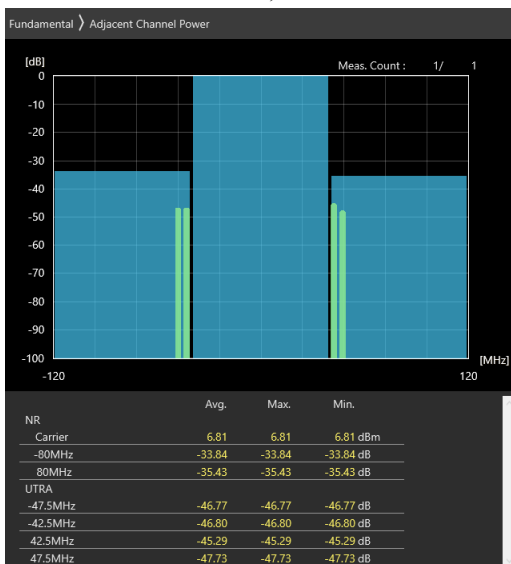 Fundamental 〉 Adjacent Channel Power
[dB]
Meas. Count : 1/ 1
0
-10
-20
-30
-40
-50
-60
-70
-80
-90
-100
[MHz]
-120 120
Avg. Max. Min.
NR
Carrier 6.81 6.81 6.81 dBm
-80MHz -33.84 -33.84 -33.84 dB
80MHz -35.43 -35.43 -35.43 dB
UTRA
-47.5MHz -46.77 -46.77 -46.77 dB
-42.5MHz -46.80 -46.80 -46.80 dB
42.5MHz -45.29 -45.29 -45.29 dB
47.5MHz -47.73 -47.73 -47.73 dB